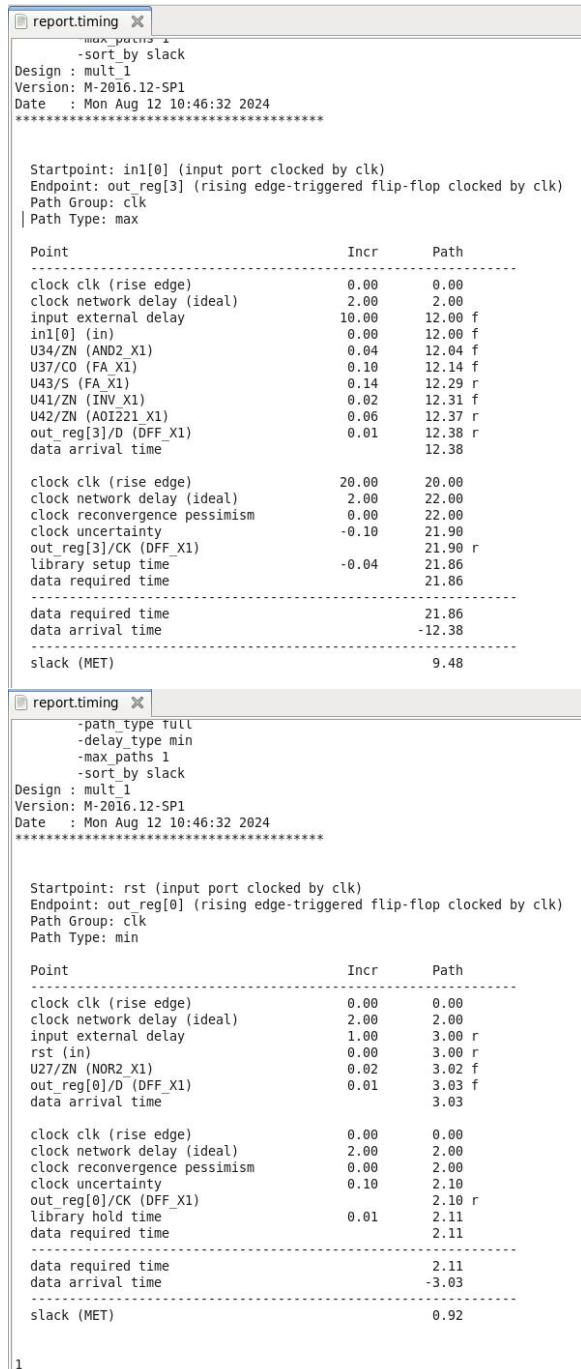 report.timing
-max_paths 1
-sort_by slack
Design : mult_1
Version: M-2016.12-SP1
Date   : Mon Aug 12 10:46:32 2024
****************************************
Startpoint: in1[0] (input port clocked by clk)
Endpoint: out_reg[3] (rising edge-triggered flip-flop clocked by clk)
Path Group: clk
Path Type: max
Point Incr Path
---------------------------------------------------------------
clock clk (rise edge) 0.00 0.00
clock network delay (ideal) 2.00 2.00
input external delay 10.00 12.00 f
in1[0] (in) 0.00 12.00 f
U34/ZN (AND2_X1) 0.04 12.04 f
U37/CO (FA_X1) 0.10 12.14 f
U43/S (FA_X1) 0.14 12.29 r
U41/ZN (INV_X1) 0.02 12.31 f
U42/ZN (AOI221_X1) 0.06 12.37 r
out_reg[3]/D (DFF_X1) 0.01 12.38 r
data arrival time 12.38
clock clk (rise edge) 20.00 20.00
clock network delay (ideal) 2.00 22.00
clock reconvergence pessimism 0.00 22.00
clock uncertainty -0.10 21.90
out_reg[3]/CK (DFF_X1) 21.90 r
library setup time -0.04 21.86
data required time 21.86
---------------------------------------------------------------
data required time 21.86
data arrival time -12.38
---------------------------------------------------------------
slack (MET) 9.48
report.timing
-path_type full
-delay_type min
-max_paths 1
-sort_by slack
Design : mult_1
Version: M-2016.12-SP1
Date   : Mon Aug 12 10:46:32 2024
****************************************
Startpoint: rst (input port clocked by clk)
Endpoint: out_reg[0] (rising edge-triggered flip-flop clocked by clk)
Path Group: clk
Path Type: min
Point Incr Path
---------------------------------------------------------------
clock clk (rise edge) 0.00 0.00
clock network delay (ideal) 2.00 2.00
input external delay 1.00 3.00 r
rst (in) 0.00 3.00 r
U27/ZN (NOR2_X1) 0.02 3.02 f
out_reg[0]/D (DFF_X1) 0.01 3.03 f
data arrival time 3.03
clock clk (rise edge) 0.00 0.00
clock network delay (ideal) 2.00 2.00
clock reconvergence pessimism 0.00 2.00
clock uncertainty 0.10 2.10
out_reg[0]/CK (DFF_X1) 2.10 r
library hold time 0.01 2.11
data required time 2.11
---------------------------------------------------------------
data required time 2.11
data arrival time -3.03
---------------------------------------------------------------
slack (MET) 0.92
1